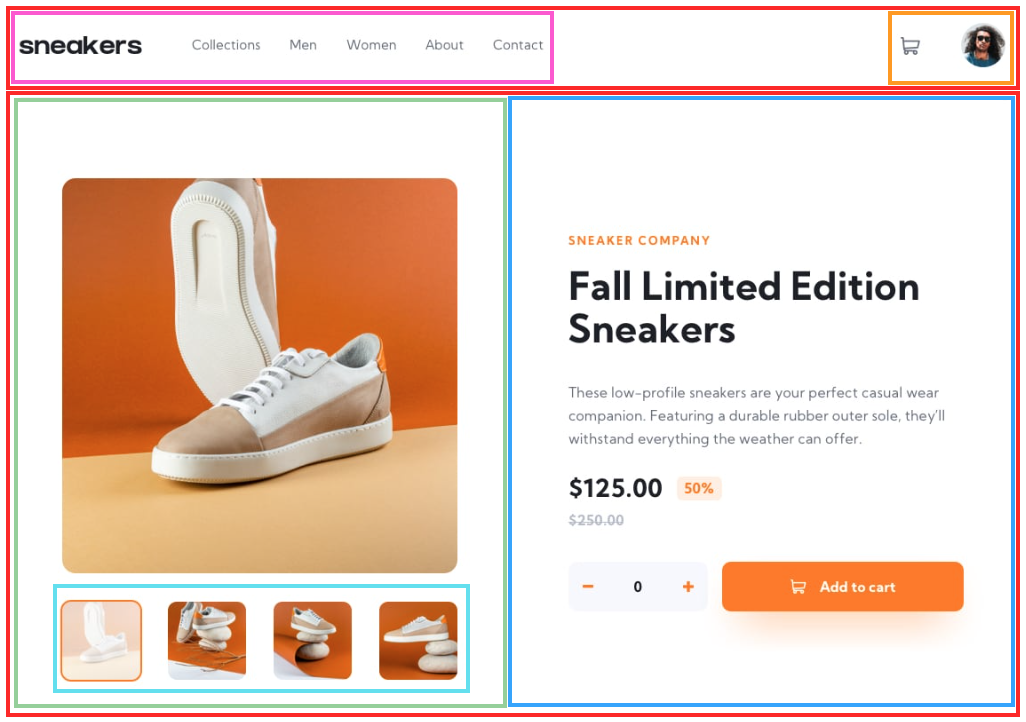 sneakers
Collections Men Women About Contact
SNEAKER COMPANY
Fall Limited Edition
Sneakers
These low-profile sneakers are your perfect casual wear
companion. Featuring a durable rubber outer sole, they'll
withstand everything the weather can offer.
$125.00 50%
$250.00
0
Add to cart